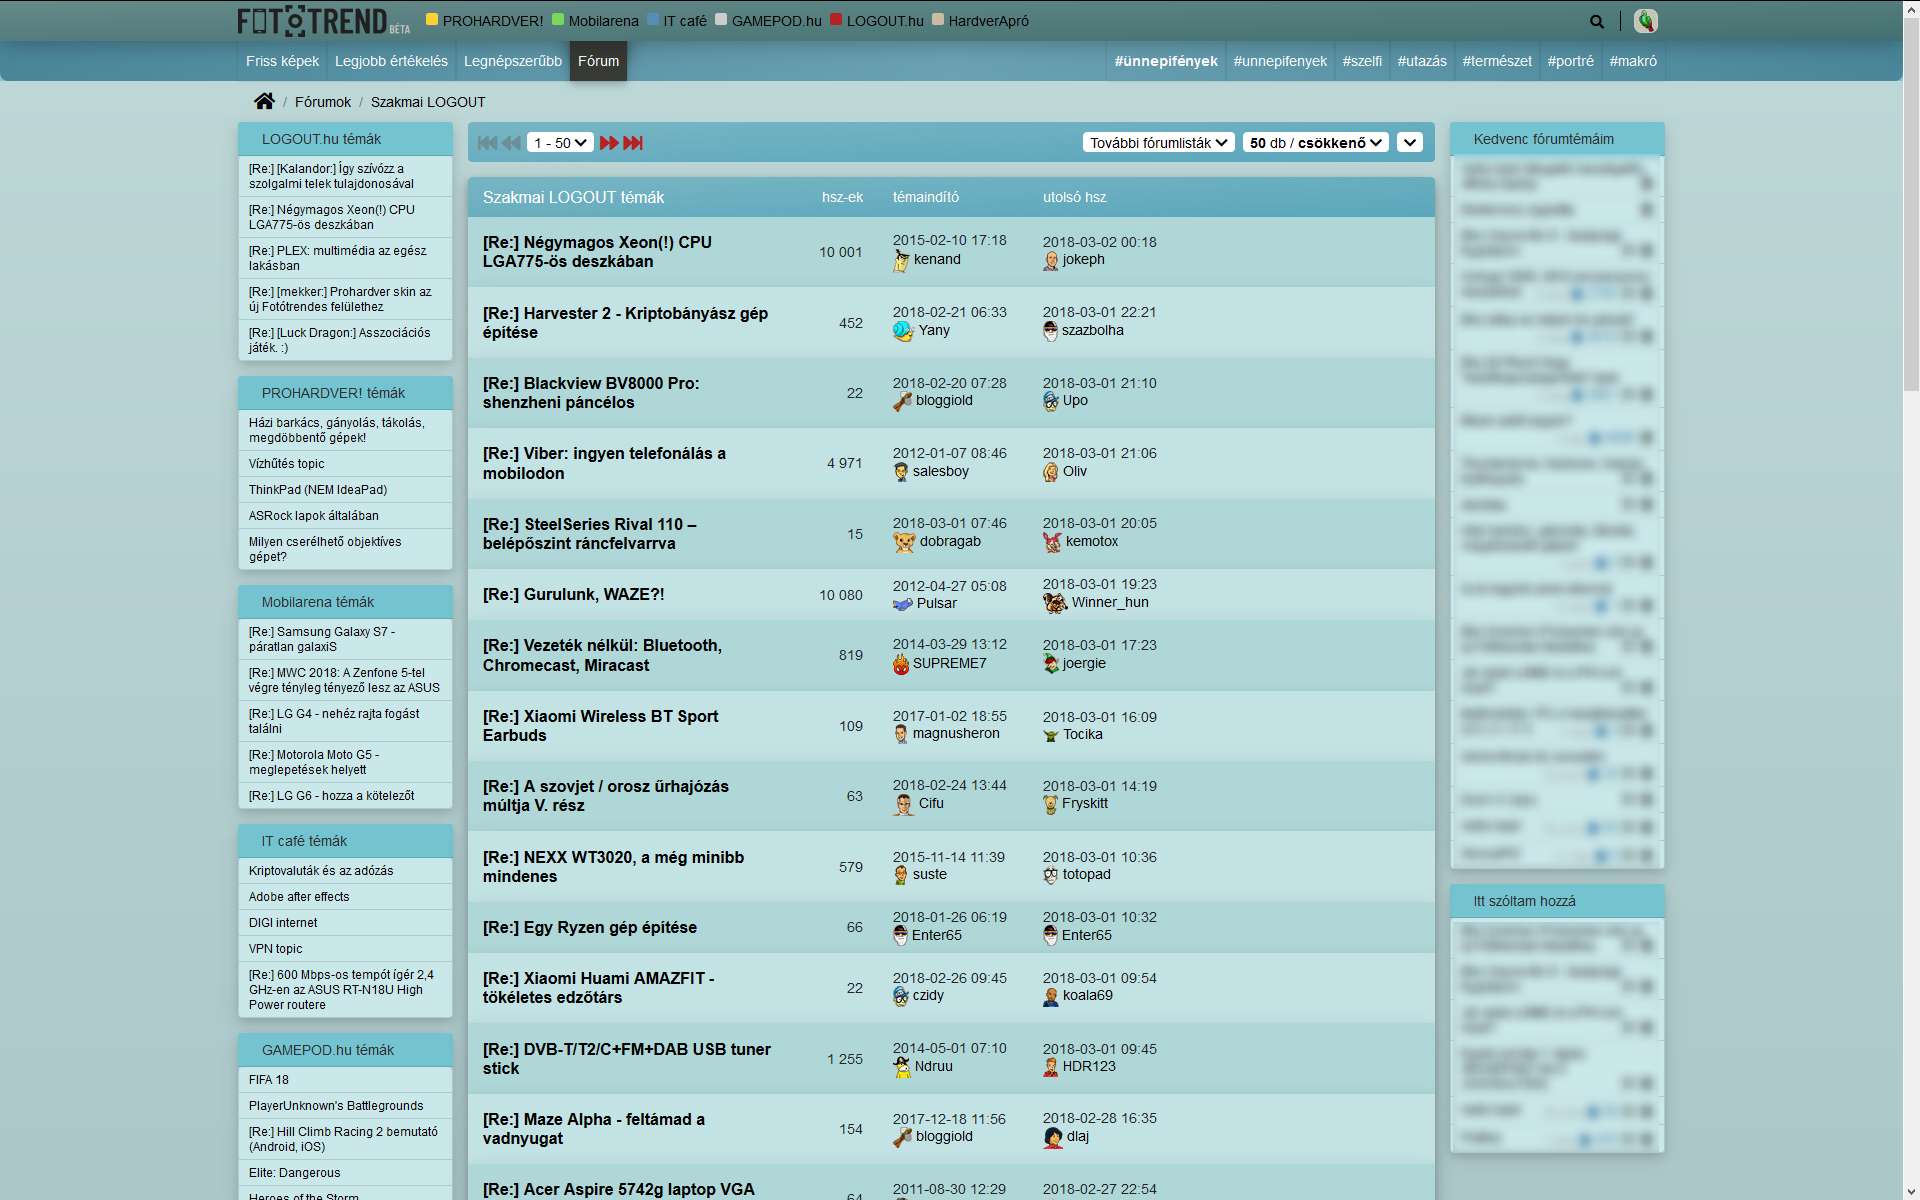 FOTOTREND BÉTA
PROHARDVER! Mobilarena IT café GAMEPOD.hu LOGOUT.hu HardverApró
Friss képek Legjobb értékelés Legnépszerűbb Fórum #ünnepifények #unnepifenyek #szelfi #utazás #természet #portré #makró
/ Fórumok / Szakmai LOGOUT
LOGOUT.hu témák
[Re:] [Kalandor:] Így szívózz a
szolgalmi telek tulajdonosával
[Re:] Négymagos Xeon(!) CPU
LGA775-ös deszkában
[Re:] PLEX: multimédia az egész
lakásban
[Re:] [mekker:] Prohardver skin az
új Fotótrendes felülethez
[Re:] [Luck Dragon:] Asszociációs
játék. :)
PROHARDVER! témák
Házi barkács, gányolás, tákolás,
megdöbbentő gépek!
Vízhűtés topic
ThinkPad (NEM IdeaPad)
ASRock lapok általában
Milyen cserélhető objektíves
gépet?
Mobilarena témák
[Re:] Samsung Galaxy S7 -
páratlan galaxiS
[Re:] MWC 2018: A Zenfone 5-tel
végre tényleg tényező lesz az ASUS
[Re:] LG G4 - nehéz rajta fogást
találni
[Re:] Motorola Moto G5 -
meglepetések helyett
[Re:] LG G6 - hozza a kötelezőt
IT café témák
Kriptovaluták és az adózás
Adobe after effects
DIGI internet
VPN topic
[Re:] 600 Mbps-os tempót ígér 2,4
GHz-en az ASUS RT-N18U High
Power routere
GAMEPOD.hu témák
FIFA 18
PlayerUnknown's Battlegrounds
[Re:] Hill Climb Racing 2 bemutató
(Android, iOS)
Elite: Dangerous
Heroes of the Storm
1 - 50 További fórumlisták 50 db / csökkenő
Szakmai LOGOUT témák hsz-ek témaindító utolsó hsz
[Re:] Négymagos Xeon(!) CPU
LGA775-ös deszkában
10 001
2015-02-10 17:18
kenand
2018-03-02 00:18
jokeph
[Re:] Harvester 2 - Kriptobányász gép
építése
452
2018-02-21 06:33
Yany
2018-03-01 22:21
szazbolha
[Re:] Blackview BV8000 Pro:
shenzheni páncélos
22
2018-02-20 07:28
bloggiold
2018-03-01 21:10
Upo
[Re:] Viber: ingyen telefonálás a
mobilodon
4 971
2012-01-07 08:46
salesboy
2018-03-01 21:06
Oliv
[Re:] SteelSeries Rival 110 –
belépőszint ráncfelvarrva
15
2018-03-01 07:46
dobragab
2018-03-01 20:05
kemotox
[Re:] Gurulunk, WAZE?!
10 080
2012-04-27 05:08
Pulsar
2018-03-01 19:23
Winner_hun
[Re:] Vezeték nélkül: Bluetooth,
Chromecast, Miracast
819
2014-03-29 13:12
SUPREME7
2018-03-01 17:23
joergie
[Re:] Xiaomi Wireless BT Sport
Earbuds
109
2017-01-02 18:55
magnusheron
2018-03-01 16:09
Tocika
[Re:] A szovjet / orosz űrhajózás
múltja V. rész
63
2018-02-24 13:44
Cifu
2018-03-01 14:19
Fryskitt
[Re:] NEXX WT3020, a még minibb
mindenes
579
2015-11-14 11:39
suste
2018-03-01 10:36
totopad
[Re:] Egy Ryzen gép építése
66
2018-01-26 06:19
Enter65
2018-03-01 10:32
Enter65
[Re:] Xiaomi Huami AMAZFIT -
tökéletes edzőtárs
22
2018-02-26 09:45
czidy
2018-03-01 09:54
koala69
[Re:] DVB-T/T2/C+FM+DAB USB tuner
stick
1 255
2014-05-01 07:10
Ndruu
2018-03-01 09:45
HDR123
[Re:] Maze Alpha - feltámad a
vadnyugat
154
2017-12-18 11:56
bloggiold
2018-02-28 16:35
dlaj
[Re:] Acer Aspire 5742g laptop VGA
64
2011-08-30 12:29
2018-02-27 22:54
Kedvenc fórumtémáim
Itt szóltam hozzá